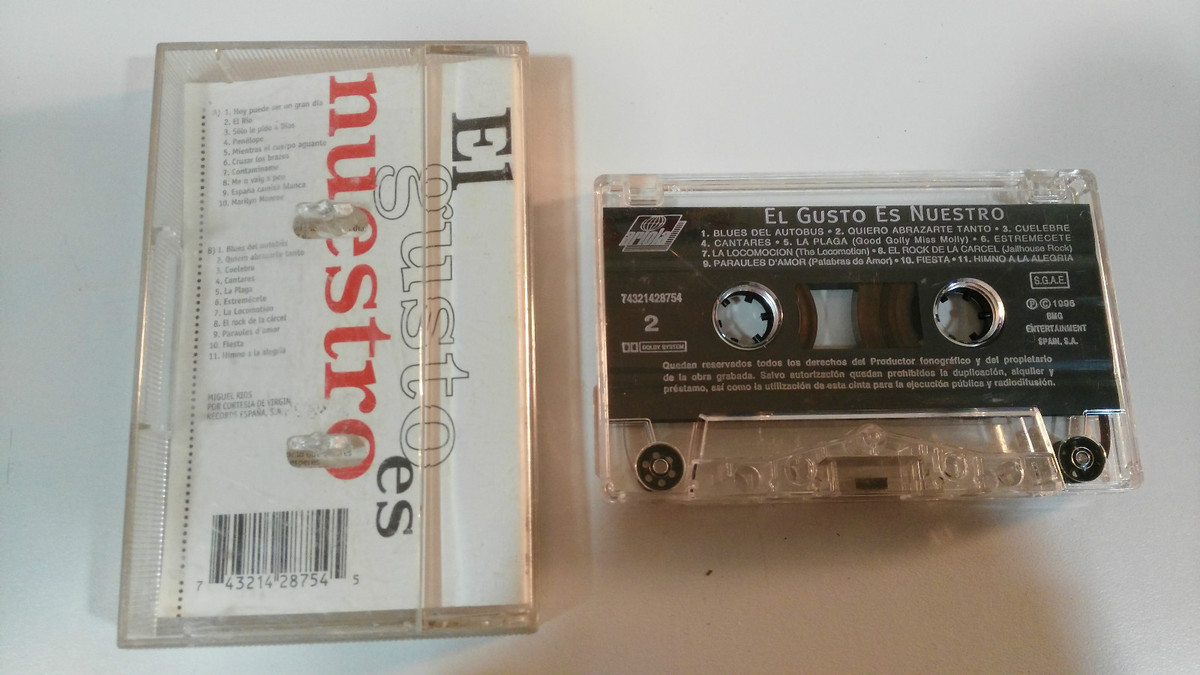 A) 1. Hoy puede ser un gran día
2. El Río
3. Sólo le pido a Dios
4. Penélope
5. Mientras el cuerpo aguante
6. Cruzar los brazos
7. Contamíname
8. Me n vaig a peu
9. España camisa blanca
10. Marilyn Monroe
B) 1. Blues del autobús
2. Quiero abrazarte tanto
3. Cuelebre
4. Cantares
5. La Plaga
6. Estremécete
7. La Locomotion
8. El rock de la cárcel
9. Paraules d'amor
10. Fiesta
11. Himno a la alegría
MIGUEL RIOS
POR CORTESÍA DE VIRGIN
RECORDS ESPAÑA, S.A.
El
gusto
es
nuestro
7 43214 28754 5
ariola
EL GUSTO ES NUESTRO
1. BLUES DEL AUTOBUS • 2. QUIERO ABRAZARTE TANTO • 3. CUELEBRE
4. CANTARES • 5. LA PLAGA (Good Golly Miss Molly) • 6. ESTREMECETE
7. LA LOCOMOCION (The Locomotion) • 8. EL ROCK DE LA CARCEL (Jailhouse Rock)
9. PARAULES D'AMOR (Palabras de Amor) • 10. FIESTA • 11. HIMNO A LA ALEGRIA
74321428754
2
DOLBY SYSTEM
S.G.A.E.
Ⓟ © 1996
BMG
ENTERTAINMENT
SPAIN, S.A.
Quedan reservados todos los derechos del Productor fonográfico y del propietario
de la obra grabada. Salvo autorización quedan prohibidos la duplicación, alquiler y
préstamo, así como la utilización de esta cinta para la ejecución pública y radiodifusión.